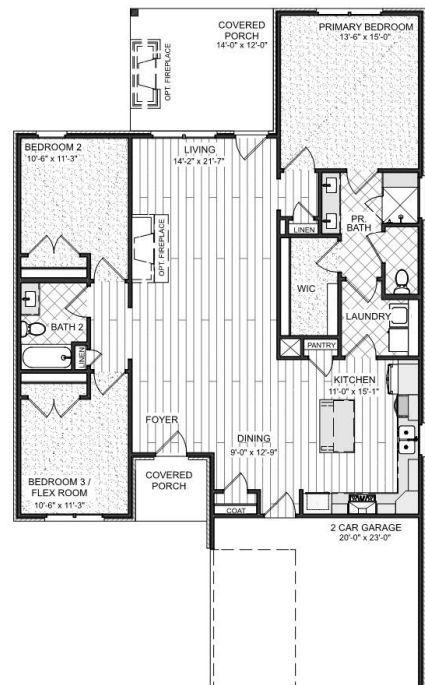 COVERED
PORCH
14'-0" x 12'-0"
OPT. FIREPLACE
PRIMARY BEDROOM
13'-6" x 15'-0"
BEDROOM 2
10'-6" x 11'-3"
LIVING
14'-2" x 21'-7"
OPT. FIREPLACE
LINEN
PR.
BATH
WIC
LAUNDRY
BATH 2
LINEN
PANTRY
KITCHEN
11'-0" x 15'-1"
FOYER
DINING
9'-0" x 12'-9"
BEDROOM 3 /
FLEX ROOM
10'-6" x 11'-3"
COVERED
PORCH
COAT
2 CAR GARAGE
20'-0" x 23'-0"